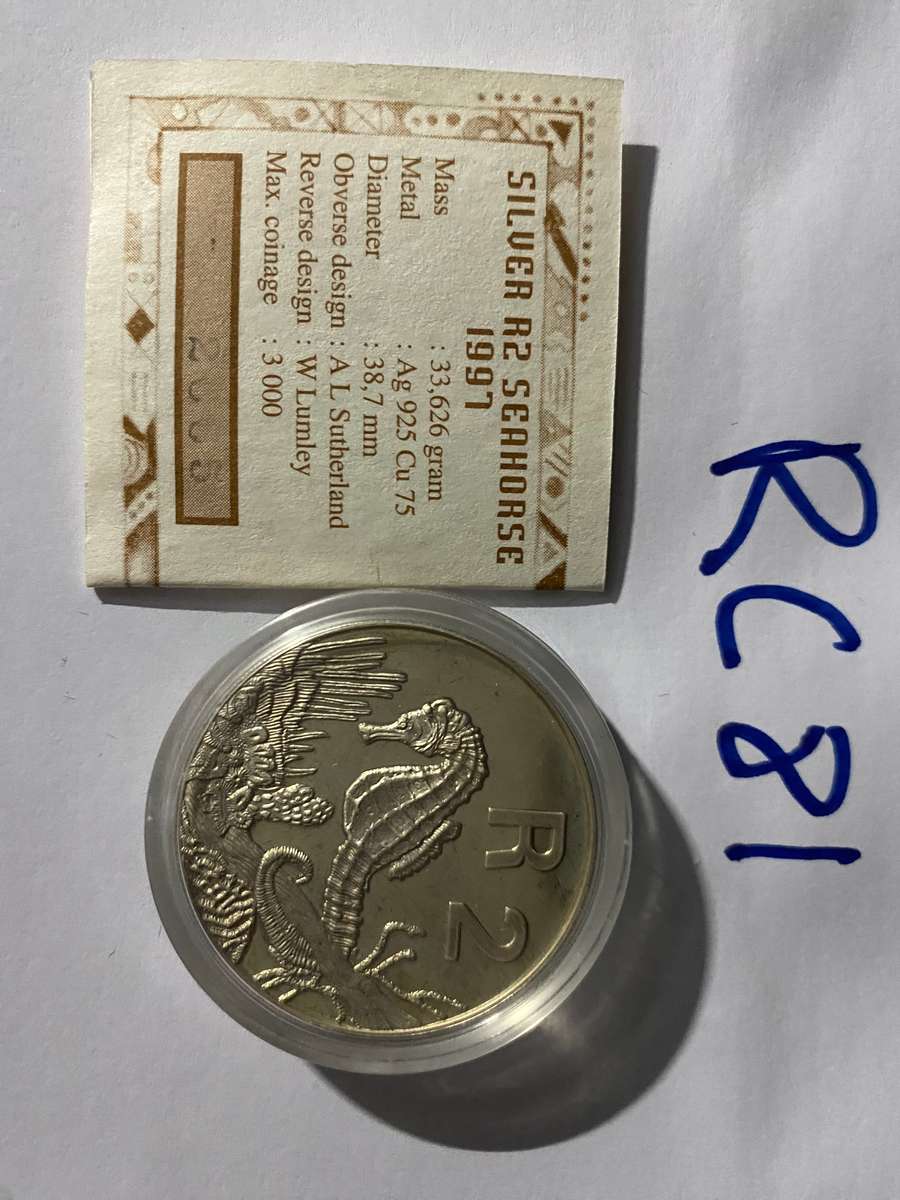 SILVER R2 SEAHORSE
1997
Mass : 33,626 gram
Metal : Ag 925 Cu 75
Diameter : 38,7 mm
Obverse design : A L Sutherland
Reverse design : W Lumley
Max. coinage : 3 000
R 2
RC81